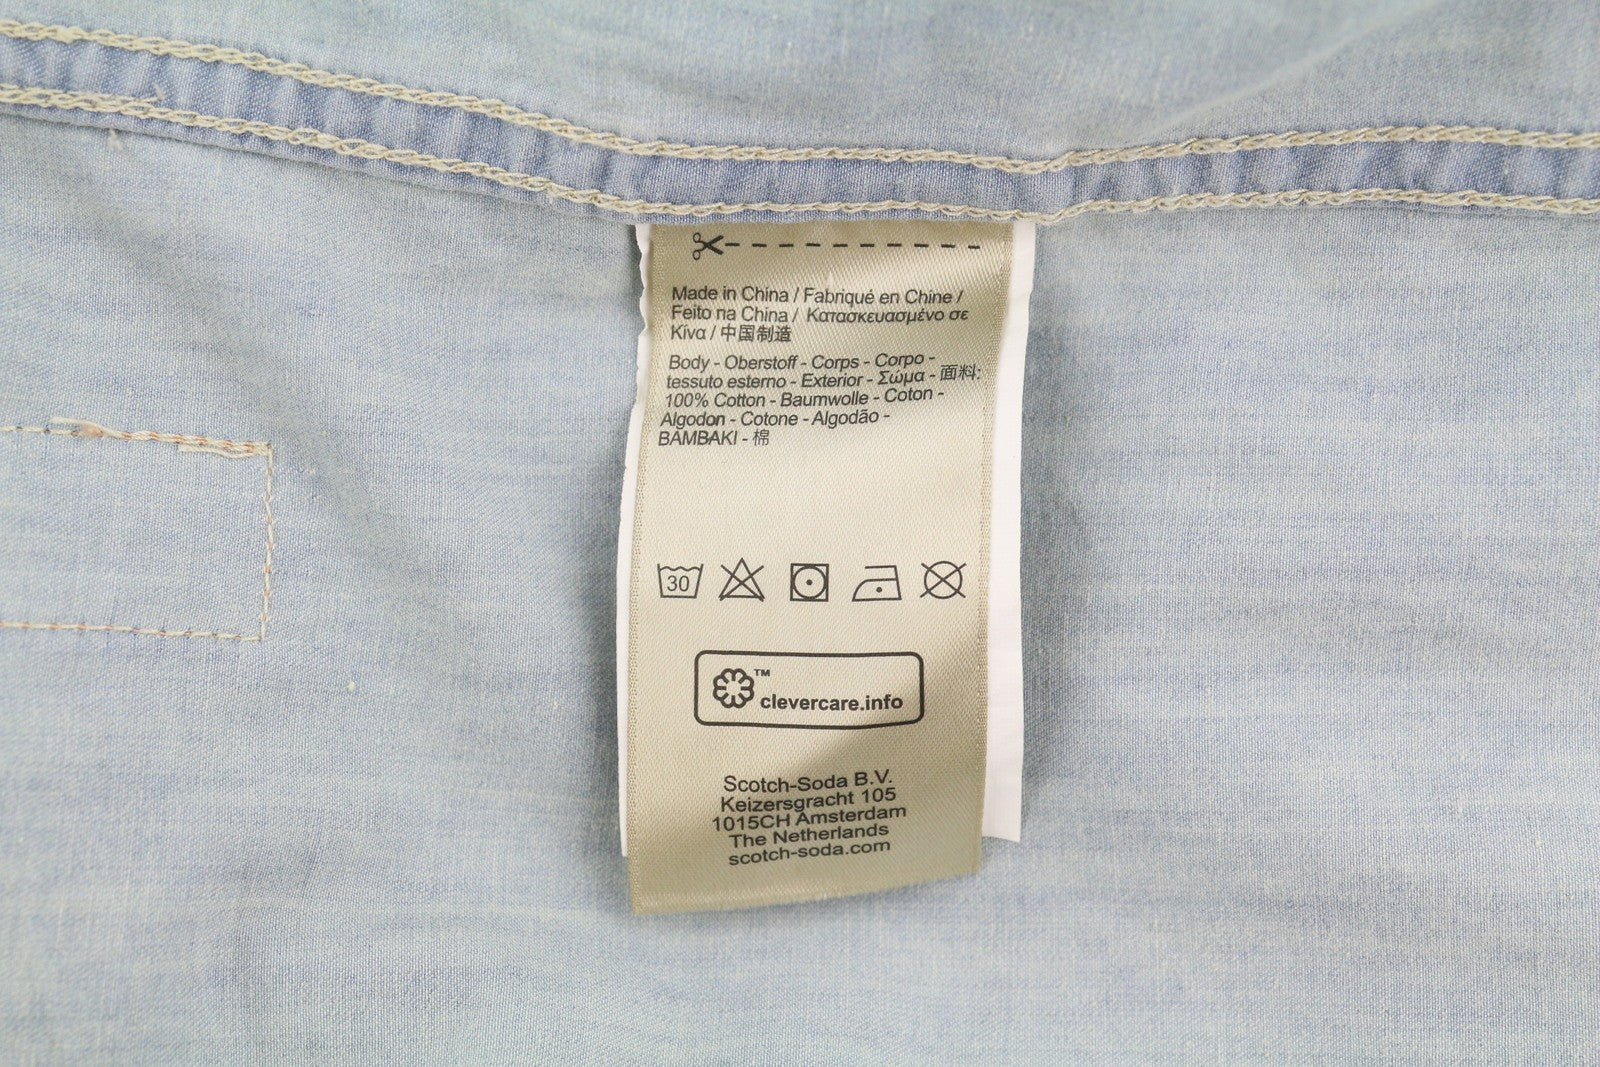 Made in China / Fabriqué en Chine /
Feito na China / Κατασκευασμένο σε
Κίνα / 中国制造
Body - Oberstoff - Corps - Corpo -
tessuto esterno - Exterior - Σώμα - 面料:
100% Cotton - Baumwolle - Coton -
Algodon - Cotone - Algodão -
BAMBAKI - 棉
30
™
clevercare.info
Scotch-Soda B.V.
Keizersgracht 105
1015CH Amsterdam
The Netherlands
scotch-soda.com